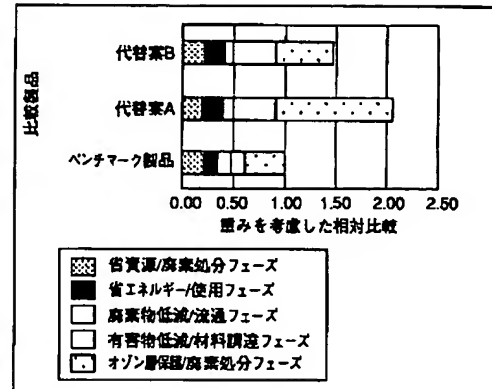 比較製品
代替案B
代替案A
ベンチマーク製品
0.00 0.50 1.00 1.50 2.00 2.50
重みを考慮した相対比較
省資源/廃棄処分フェーズ
省エネルギー/使用フェーズ
廃棄物低減/流通フェーズ
有害物低減/材料調達フェーズ
オゾン層保護/廃棄処分フェーズ